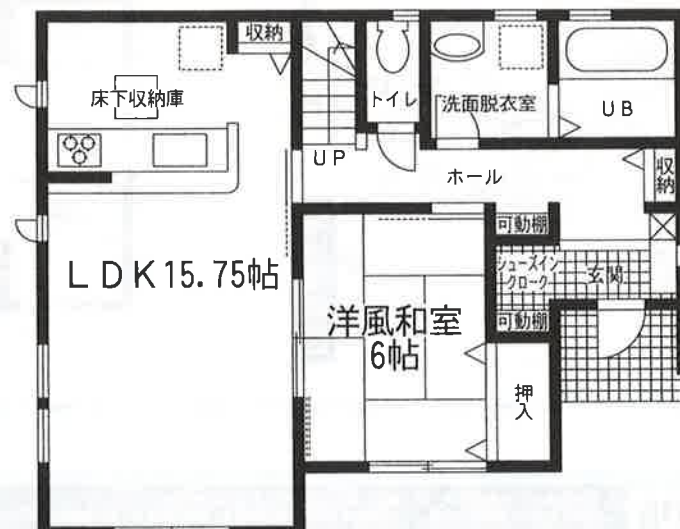 収納
床下収納庫
トイレ
洗面脱衣室
UB
UP
ホール
収納
可動棚
シューズイン
クローク
玄関
可動棚
LDK15.75帖
洋風和室
6帖
押入